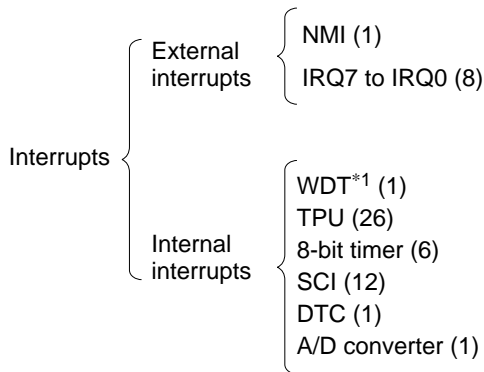 Interrupts
External
interrupts
NMI (1)
IRQ7 to IRQ0 (8)
Internal
interrupts
WDT*1 (1)
TPU (26)
8-bit timer (6)
SCI (12)
DTC (1)
A/D converter (1)